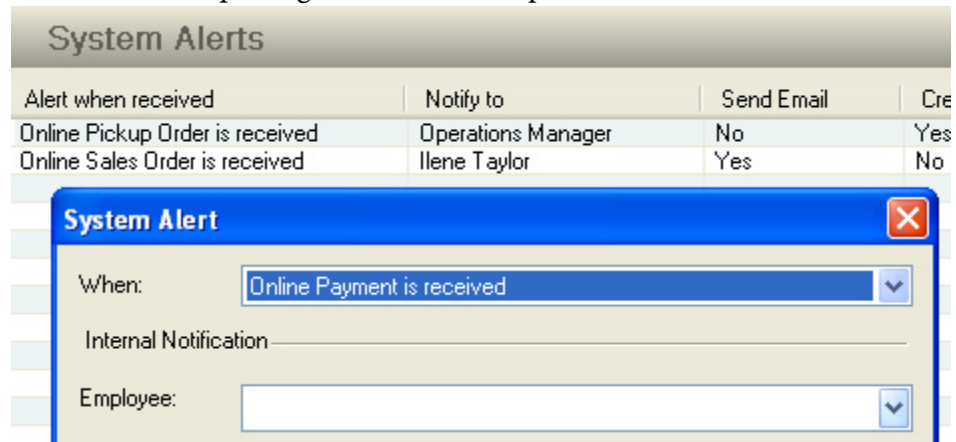 System Alerts
Alert when received Notify to Send Email Cre
Online Pickup Order is received Operations Manager No Yes
Online Sales Order is received Ilene Taylor Yes No
System Alert
When: Online Payment is received
Internal Notification
Employee: